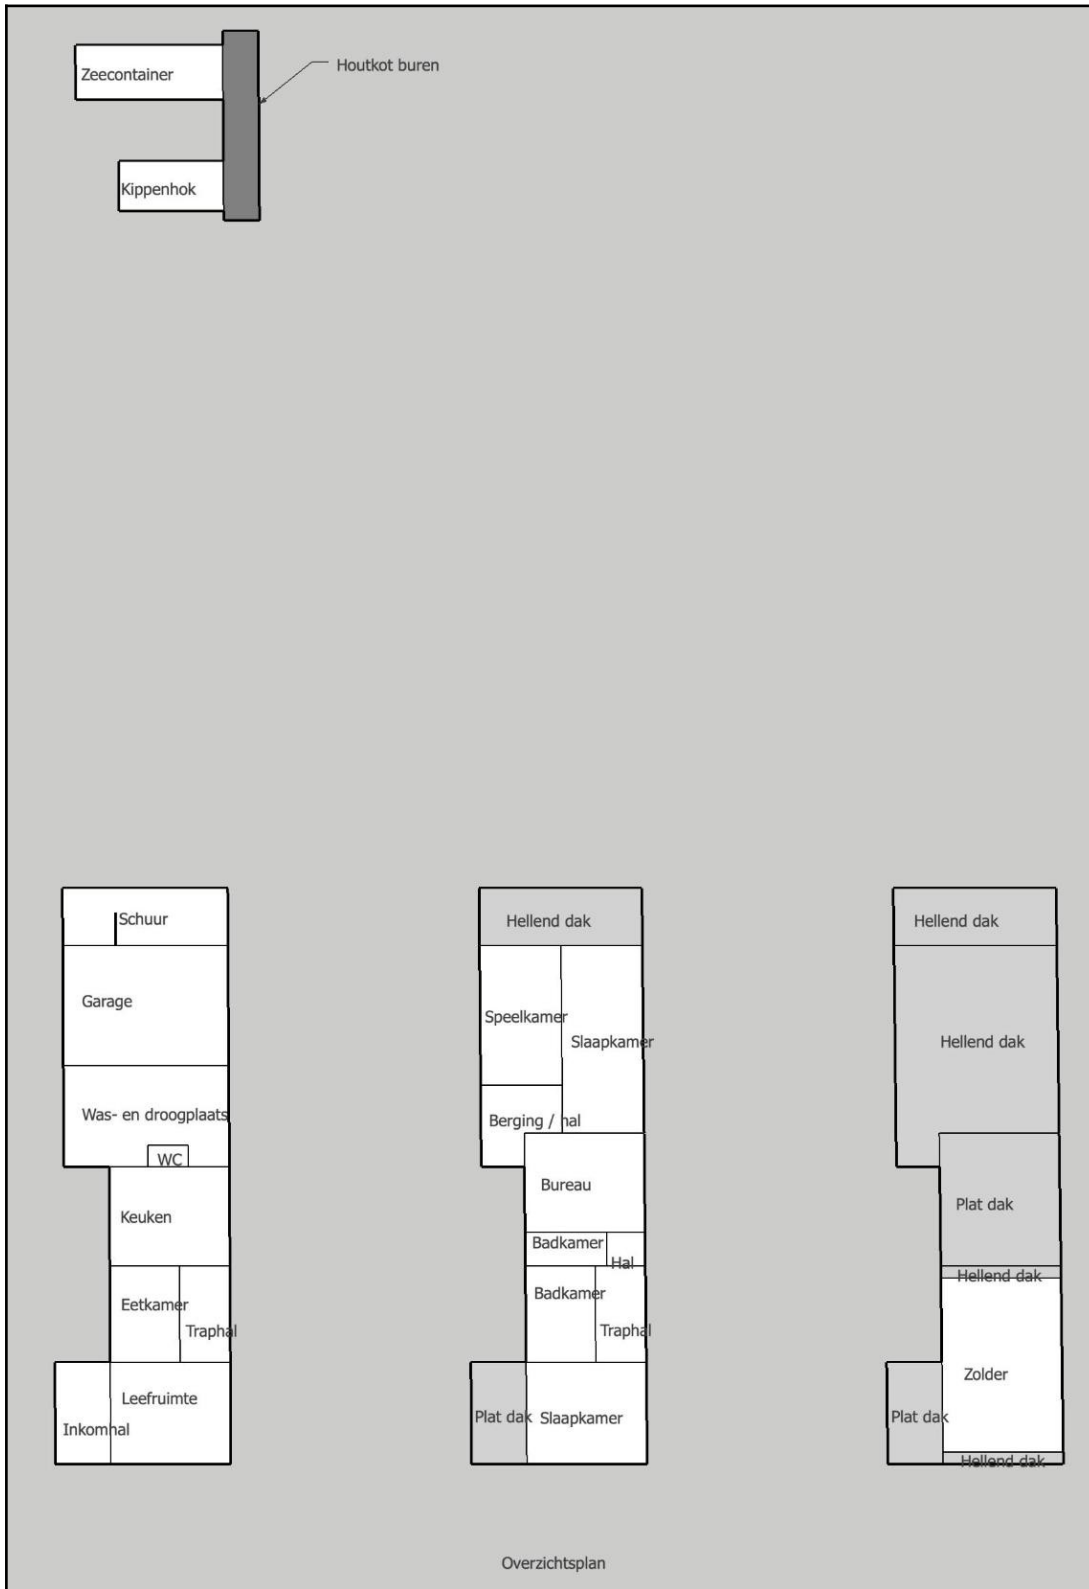 Houtkot buren
Zeecontainer
Kippenhok
Schuur
Garage
Was- en droogplaats
WC
Keuken
Eetkamer
Traphal
Leefruimte
Inkomhal
Hellend dak
Speelkamer
Slaapkamer
Berging / hal
Bureau
Badkamer
Hal
Badkamer
Traphal
Plat dak
Slaapkamer
Hellend dak
Hellend dak
Plat dak
Hellend dak
Zolder
Plat dak
Hellend dak
Overzichtsplan